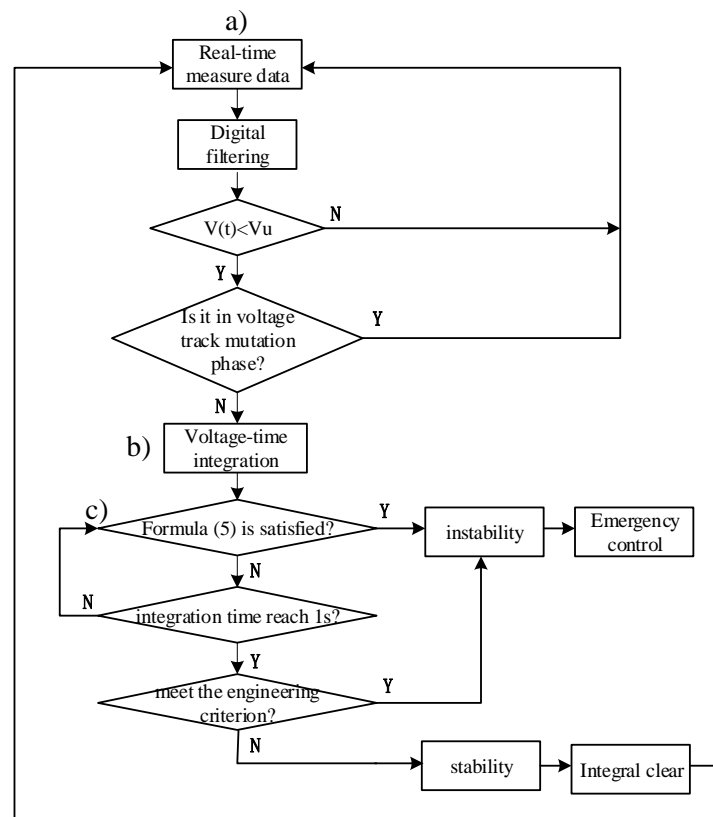 a)
Real-time
measure data
Digital
filtering
V(t)<Vu
N
Y
Is it in voltage
track mutation
phase?
Y
N
b)
Voltage-time
integration
c)
Formula (5) is satisfied?
Y
instability
Emergency
control
N
N
integration time reach 1s?
Y
meet the engineering
criterion?
Y
N
stability
Integral clear